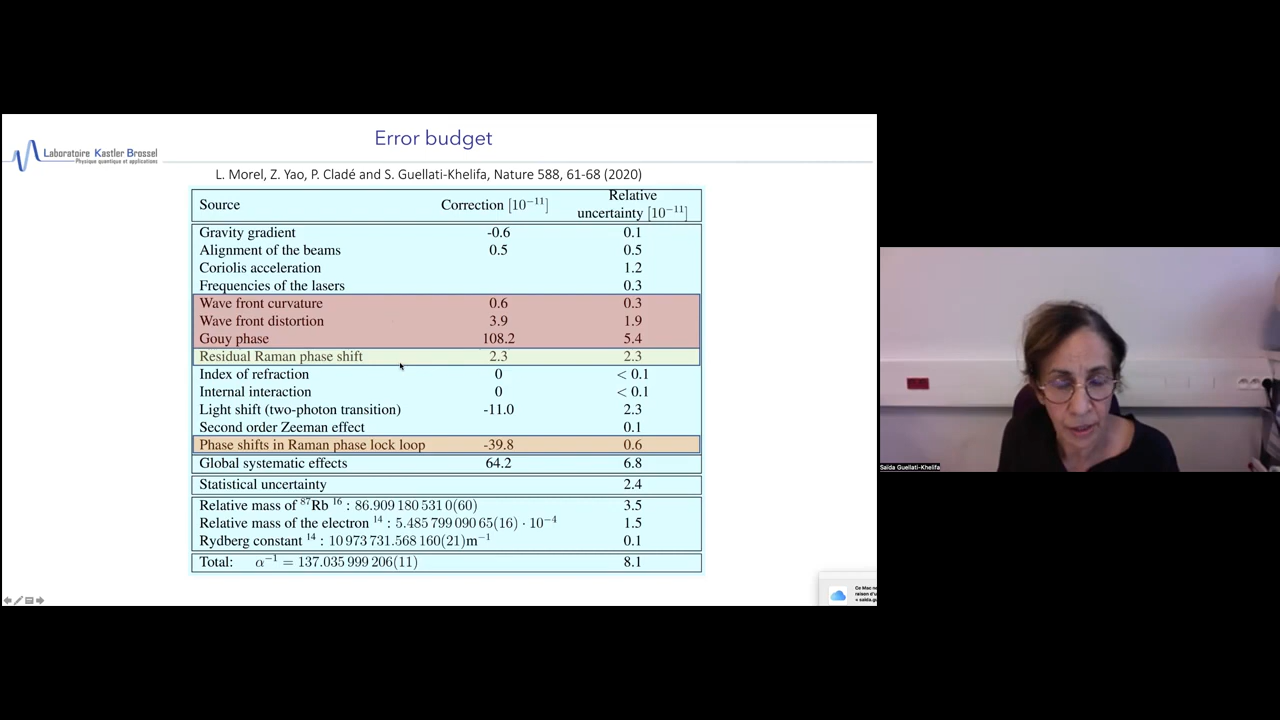 Laboratoire Kastler Brossel
Physique quantique et applications
Error budget
L. Morel, Z. Yao, P. Cladé and S. Guellati-Khelifa, Nature 588, 61-68 (2020)
Source Correction [10⁻¹¹] Relative uncertainty [10⁻¹¹]
Gravity gradient -0.6 0.1
Alignment of the beams 0.5 0.5
Coriolis acceleration 1.2
Frequencies of the lasers 0.3
Wave front curvature 0.6 0.3
Wave front distortion 3.9 1.9
Gouy phase 108.2 5.4
Residual Raman phase shift 2.3 2.3
Index of refraction 0 < 0.1
Internal interaction 0 < 0.1
Light shift (two-photon transition) -11.0 2.3
Second order Zeeman effect 0.1
Phase shifts in Raman phase lock loop -39.8 0.6
Global systematic effects 64.2 6.8
Statistical uncertainty 2.4
Relative mass of ⁸⁷Rb ¹⁶ : 86.909 180 531 0(60) 3.5
Relative mass of the electron ¹⁴ : 5.485 799 090 65(16) · 10⁻⁴ 1.5
Rydberg constant ¹⁴ : 10 973 731.568 160(21)m⁻¹ 0.1
Total: α⁻¹ = 137.035 999 206(11) 8.1
Ce Mac ne
raison d'u
Saïda Guellati-Khelifa